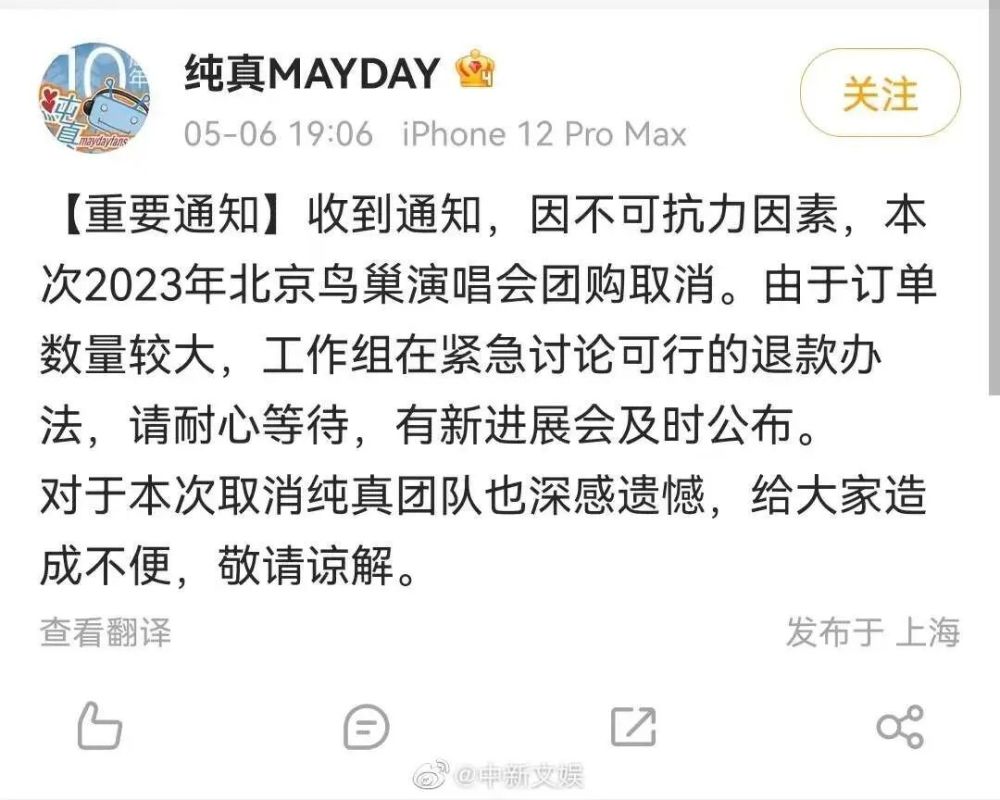 10周年
纯真
maydayfans
纯真MAYDAY
4
关注
05-06 19:06 iPhone 12 Pro Max
【重要通知】收到通知，因不可抗力因素，本
次2023年北京鸟巢演唱会团购取消。由于订单
数量较大，工作组在紧急讨论可行的退款办
法，请耐心等待，有新进展会及时公布。
对于本次取消纯真团队也深感遗憾，给大家造
成不便，敬请谅解。
查看翻译
发布于 上海
@中新文娱